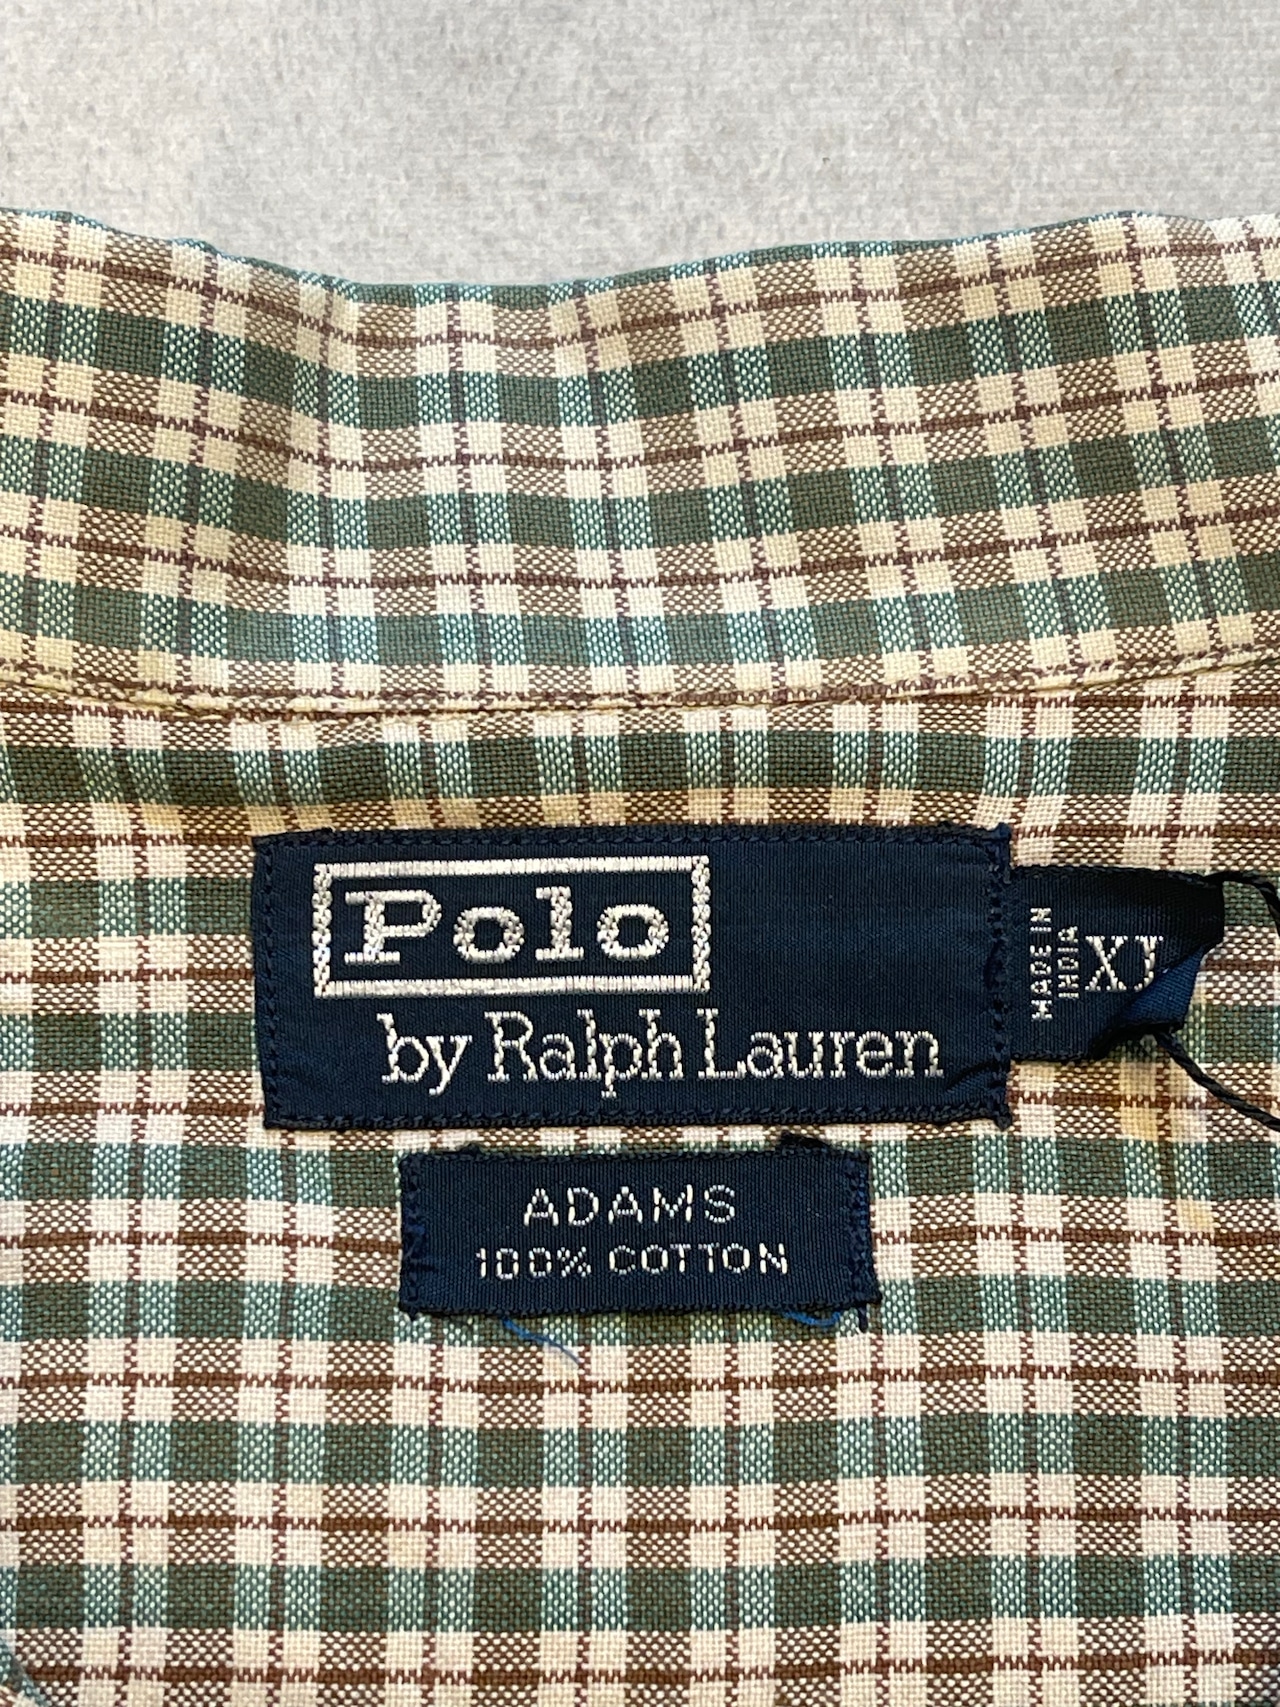 Polo
by Ralph Lauren
MADE IN
INDIA
ADAMS
100% COTTON